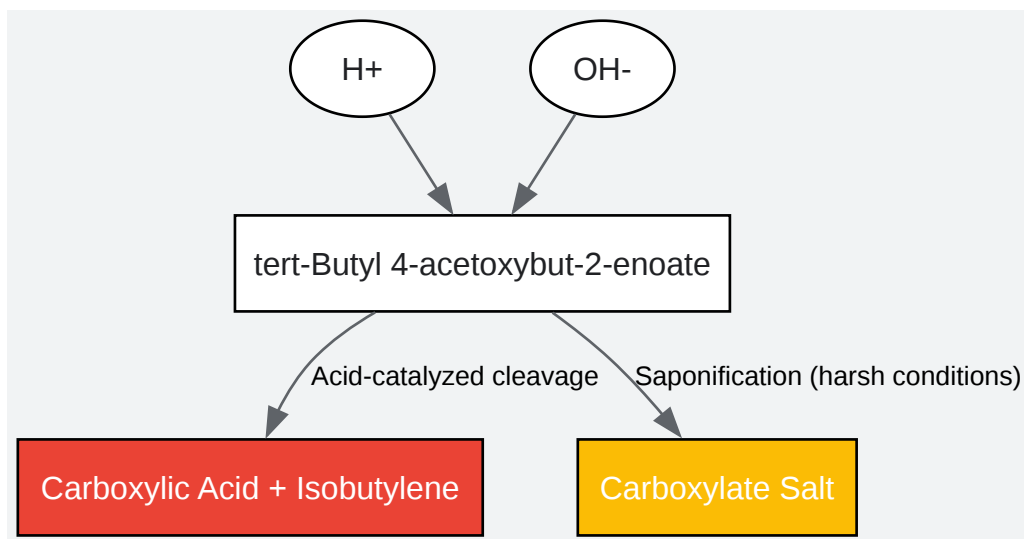 H+
OH-
tert-Butyl 4-acetoxybut-2-enoate
Acid-catalyzed cleavage
Saponification (harsh conditions)
Carboxylic Acid + Isobutylene
Carboxylate Salt